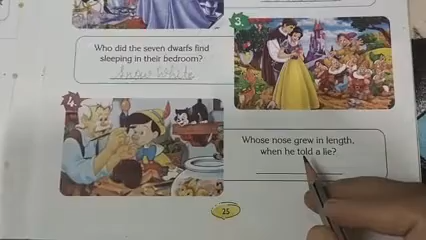 3.
Who did the seven dwarfs find
sleeping in their bedroom?
Snow White
4.
Whose nose grew in length,
when he told a lie?
25